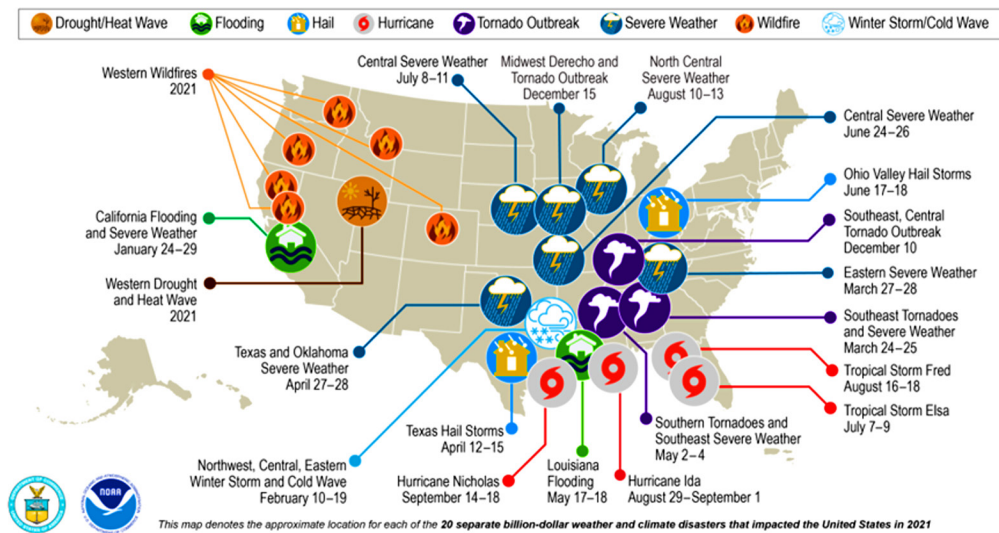 Drought/Heat Wave
Flooding
Hail
Hurricane
Tornado Outbreak
Severe Weather
Wildfire
Winter Storm/Cold Wave
Western Wildfires
2021
Central Severe Weather
July 8–11
Midwest Derecho and
Tornado Outbreak
December 15
North Central
Severe Weather
August 10–13
Central Severe Weather
June 24–26
Ohio Valley Hail Storms
June 17–18
California Flooding
and Severe Weather
January 24–29
Southeast, Central
Tornado Outbreak
December 10
Western Drought
and Heat Wave
2021
Eastern Severe Weather
March 27–28
Southeast Tornadoes
and Severe Weather
March 24–25
Texas and Oklahoma
Severe Weather
April 27–28
Tropical Storm Fred
August 16–18
Tropical Storm Elsa
July 7–9
Texas Hail Storms
April 12–15
Southern Tornadoes and
Southeast Severe Weather
May 2–4
Northwest, Central, Eastern
Winter Storm and Cold Wave
February 10–19
Hurricane Nicholas
September 14–18
Louisiana
Flooding
May 17–18
Hurricane Ida
August 29–September 1
NOAA
This map denotes the approximate location for each of the 20 separate billion-dollar weather and climate disasters that impacted the United States in 2021